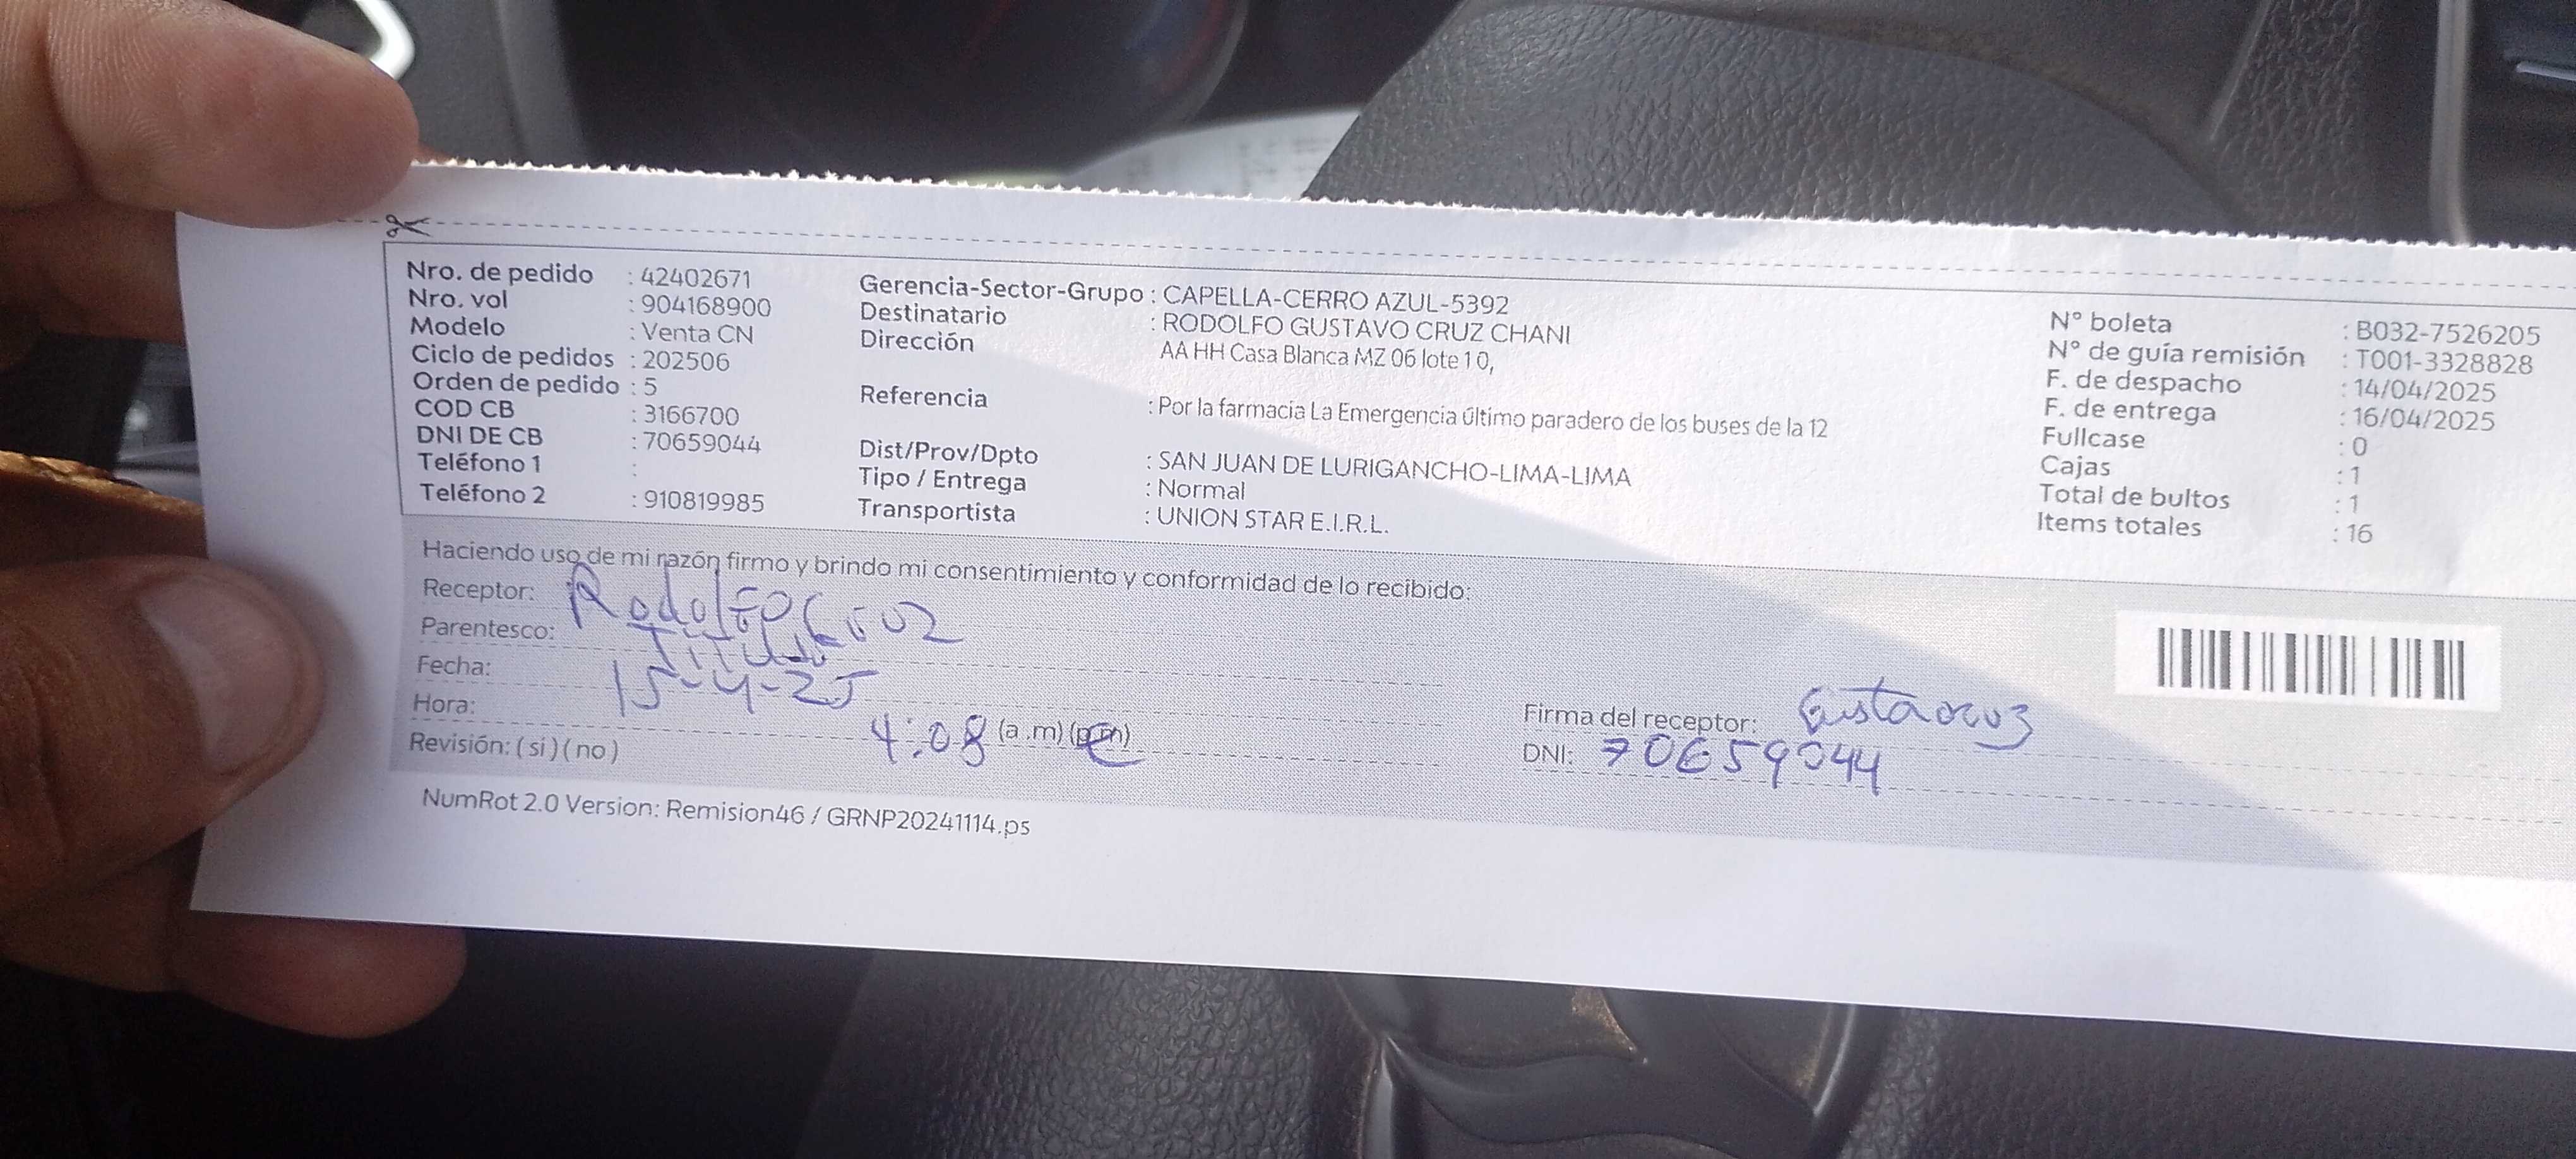 Nro. de pedido : 42402671
Nro. vol : 904168900
Modelo : Venta CN
Ciclo de pedidos : 202506
Orden de pedido : 5
COD CB : 3166700
DNI DE CB : 70659044
Teléfono 1 :
Teléfono 2 : 910819985
Gerencia-Sector-Grupo : CAPELLA-CERRO AZUL-5392
Destinatario : RODOLFO GUSTAVO CRUZ CHANI
Dirección AA HH Casa Blanca MZ 06 lote 10,
Referencia : Por la farmacia La Emergencia último paradero de los buses de la 12
Dist/Prov/Dpto : SAN JUAN DE LURIGANCHO-LIMA-LIMA
Tipo / Entrega : Normal
Transportista : UNION STAR E.I.R.L.
N° boleta : B032-7526205
N° de guía remisión : T001-3328828
F. de despacho : 14/04/2025
F. de entrega : 16/04/2025
Fullcase : 0
Cajas : 1
Total de bultos : 1
Items totales : 16
Haciendo uso de mi razón firmo y brindo mi consentimiento y conformidad de lo recibido:
Receptor: Rodolfo Cruz
Parentesco:
Fecha: 15-4-25
Hora: 4:08 (a.m) (p.m)
Revisión: ( si ) ( no )
Firma del receptor:
DNI: 70659044
NumRot 2.0 Version: Remision46 / GRNP20241114.ps